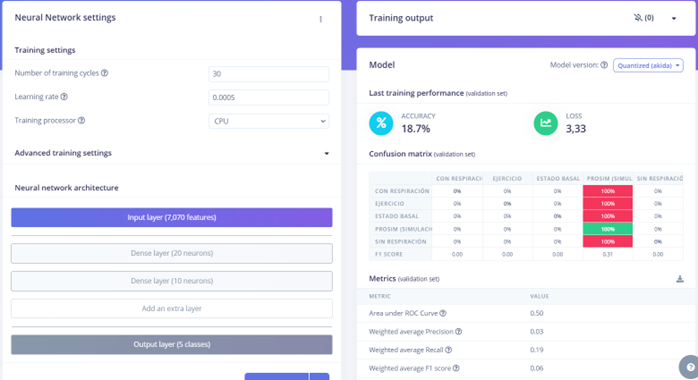 Neural Network settings
Training settings
Number of training cycles
30
Learning rate
0.0005
Training processor
CPU
Advanced training settings
Neural network architecture
Input layer (7,070 features)
Dense layer (20 neurons)
Dense layer (10 neurons)
Add an extra layer
Output layer (5 classes)
Training output
(0)
Model
Model version:
Quantized (akida)
Last training performance (validation set)
% ACCURACY
18.7%
LOSS
3,33
Confusion matrix (validation set)
CON RESPIRACI EJERCICIO ESTADO BASAL PROSIM (SIMUL SIN RESPIRACIÓ
CON RESPIRACIÓN 0% 0% 0% 100% 0%
EJERCICIO 0% 0% 0% 100% 0%
ESTADO BASAL 0% 0% 0% 100% 0%
PROSIM (SIMULACI 0% 0% 0% 100% 0%
SIN RESPIRACIÓN 0% 0% 0% 100% 0%
F1 SCORE 0.00 0.00 0.00 0.31 0.00
Metrics (validation set)
METRIC VALUE
Area under ROC Curve 0.50
Weighted average Precision 0.03
Weighted average Recall 0.19
Weighted average F1 score 0.06